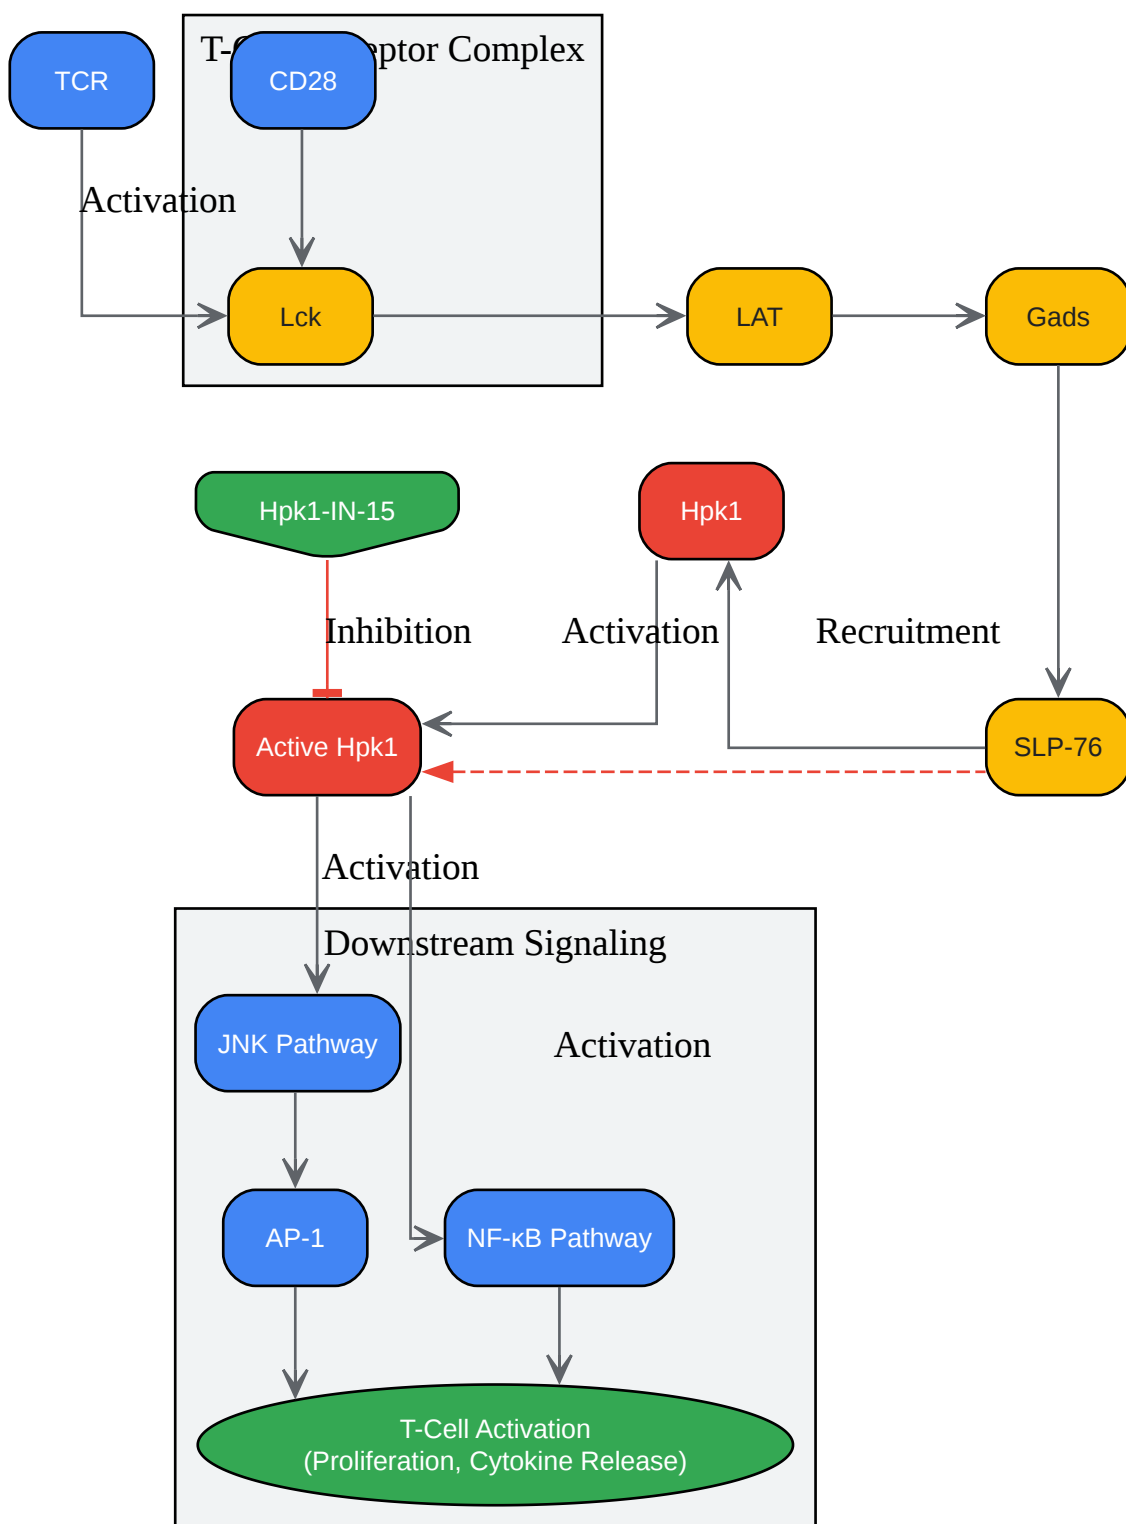 TCR
CD28
Complex
Activation
Lck
LAT
Gads
Hpk1-IN-15
Hpk1
Inhibition
Activation
Recruitment
Active Hpk1
SLP-76
Activation
Downstream Signaling
JNK Pathway
Activation
AP-1
NF-κB Pathway
T-Cell Activation
(Proliferation, Cytokine Release)